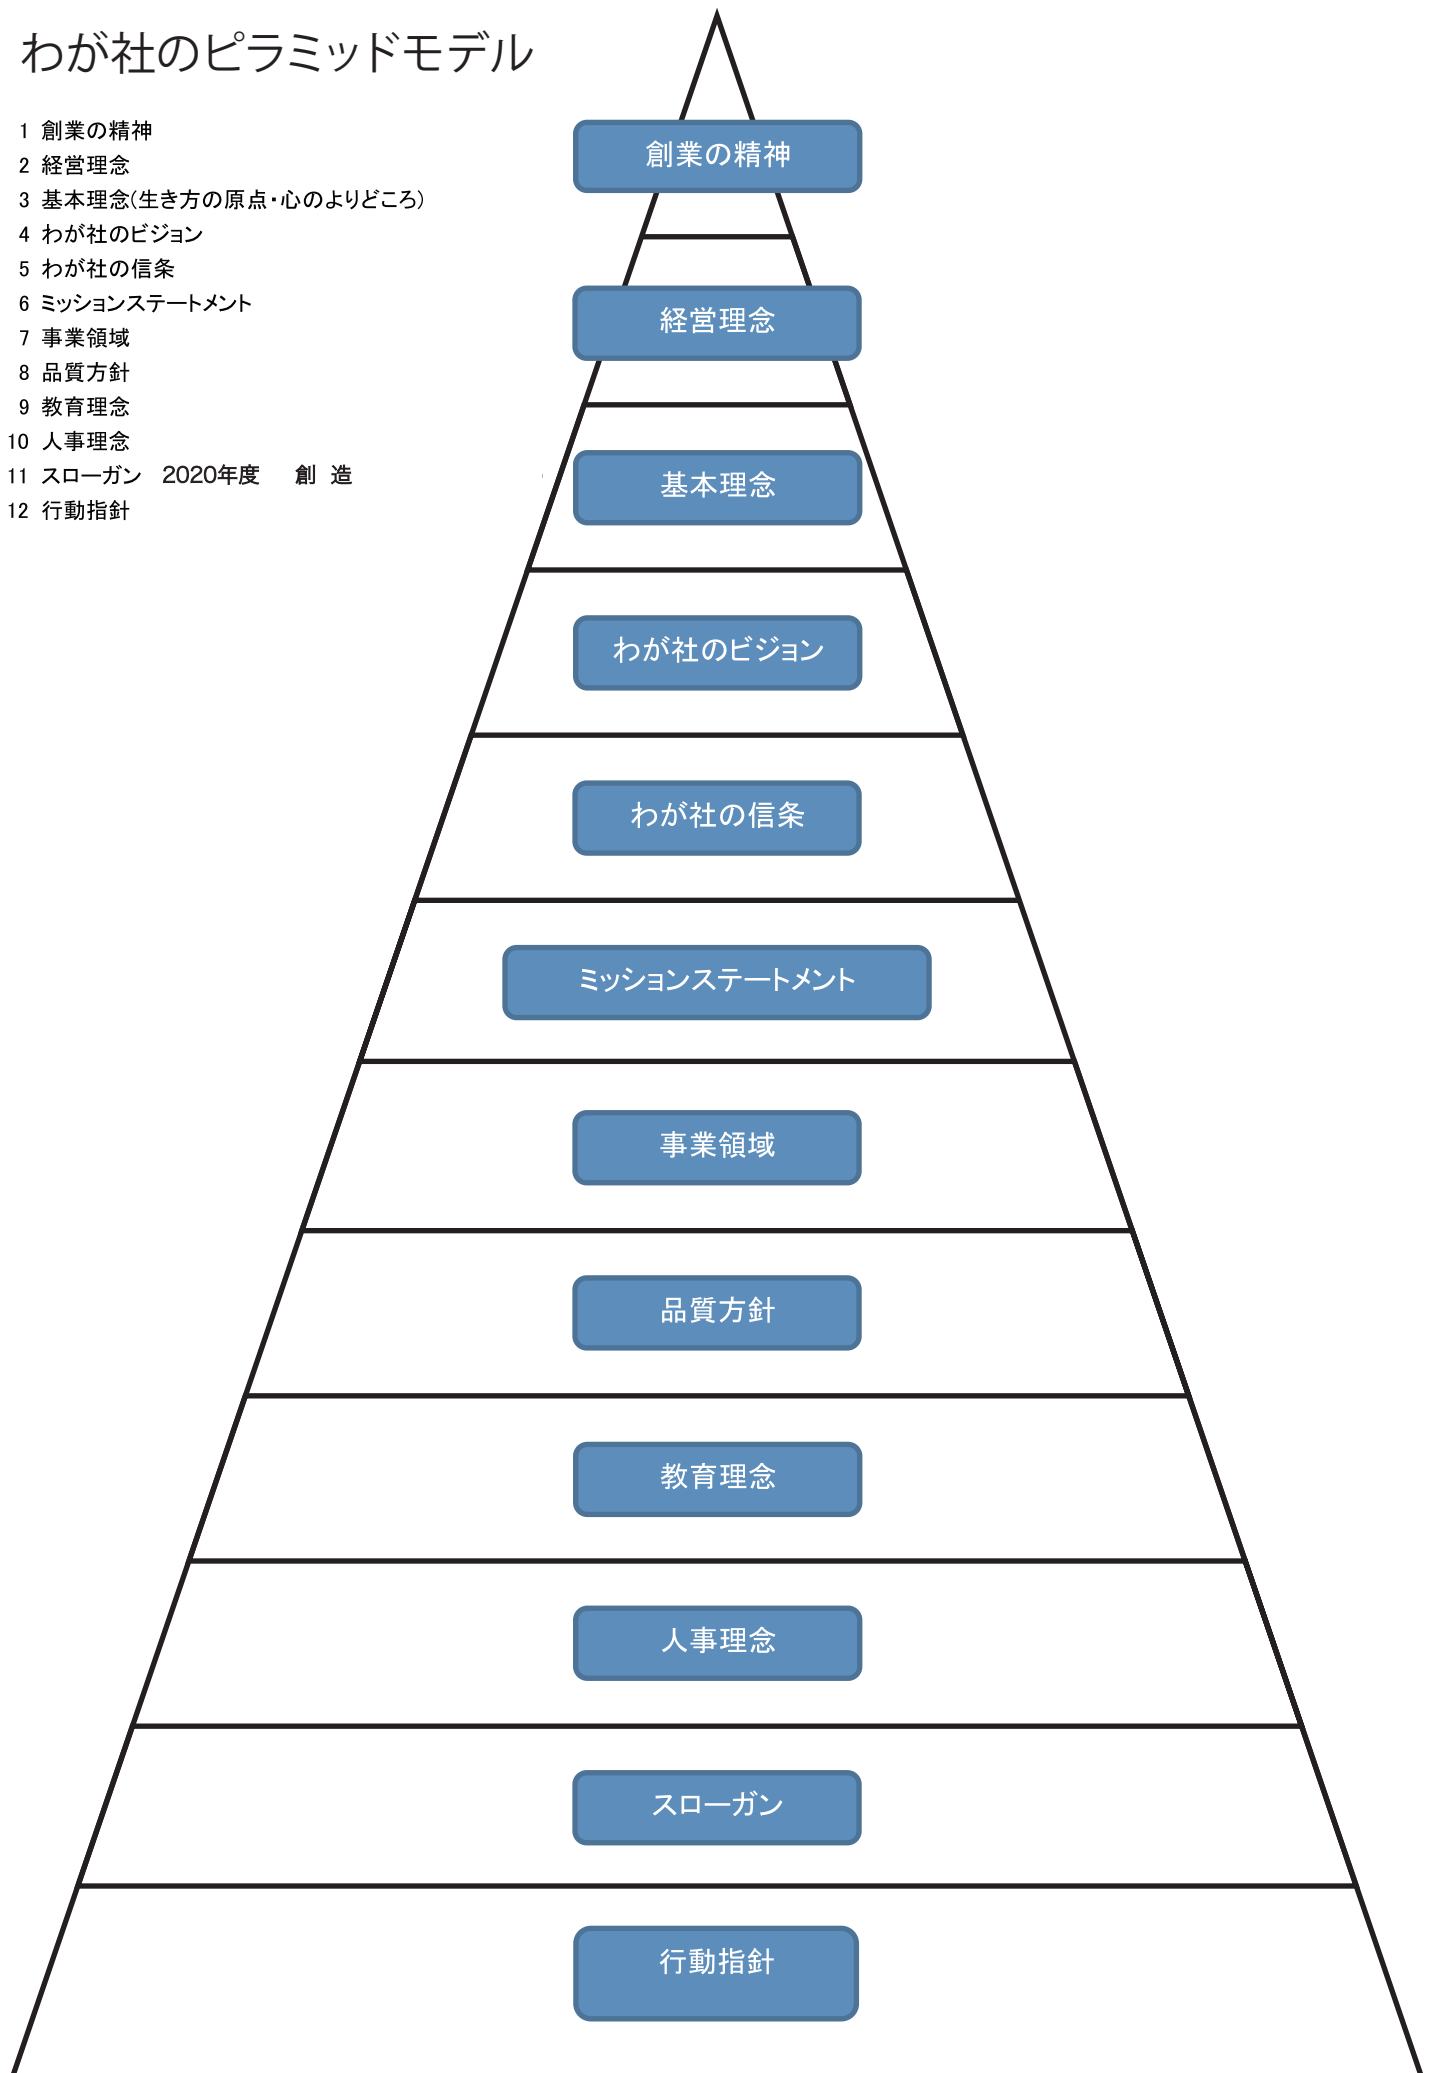 わが社のピラミッドモデル
1 創業の精神
2 経営理念
3 基本理念(生き方の原点・心のよりどころ)
4 わが社のビジョン
5 わが社の信条
6 ミッションステートメント
7 事業領域
8 品質方針
9 教育理念
10 人事理念
11 スローガン 2020年度 創 造
12 行動指針
創業の精神
経営理念
基本理念
わが社のビジョン
わが社の信条
ミッションステートメント
事業領域
品質方針
教育理念
人事理念
スローガン
行動指針